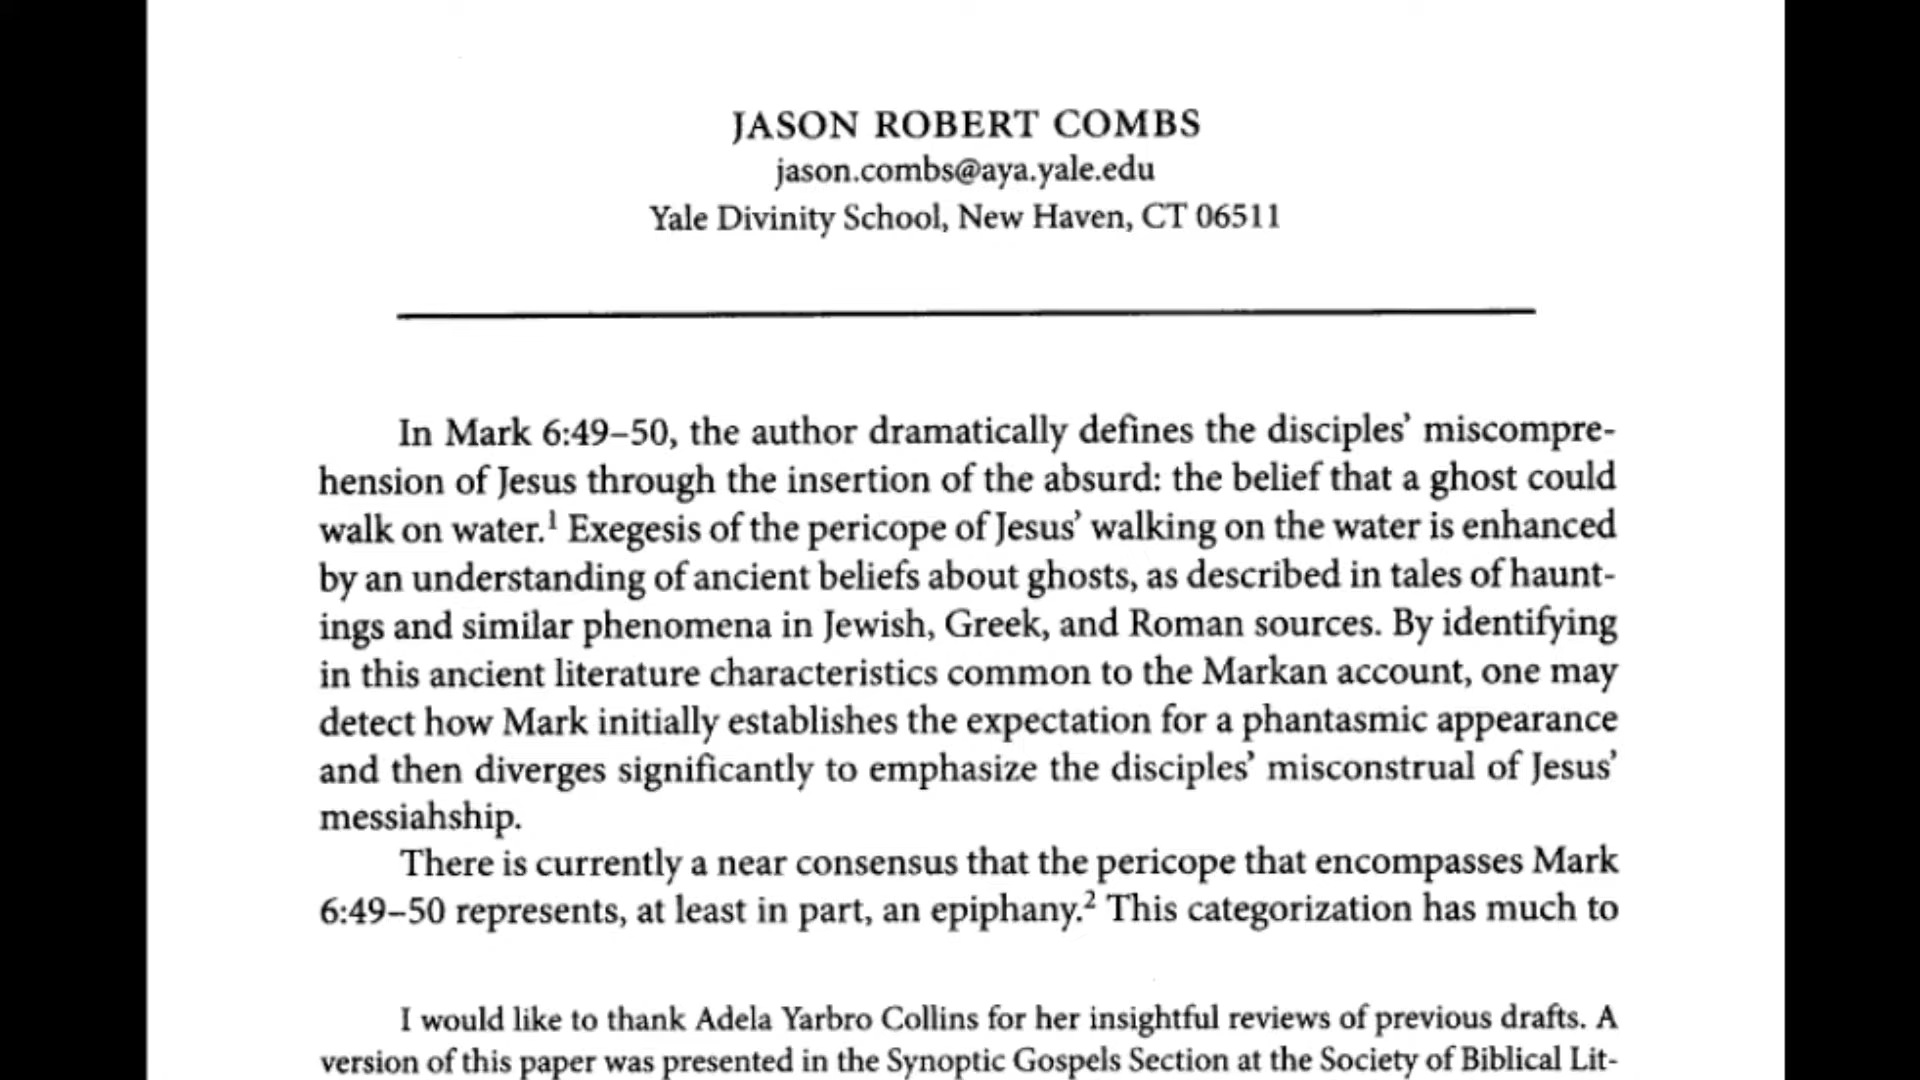 JASON ROBERT COMBS
jason.combs@aya.yale.edu
Yale Divinity School, New Haven, CT 06511
In Mark 6:49–50, the author dramatically defines the disciples’ miscompre-
hension of Jesus through the insertion of the absurd: the belief that a ghost could
walk on water.¹ Exegesis of the pericope of Jesus’ walking on the water is enhanced
by an understanding of ancient beliefs about ghosts, as described in tales of haunt-
ings and similar phenomena in Jewish, Greek, and Roman sources. By identifying
in this ancient literature characteristics common to the Markan account, one may
detect how Mark initially establishes the expectation for a phantasmic appearance
and then diverges significantly to emphasize the disciples’ misconstrual of Jesus’
messiahship.
There is currently a near consensus that the pericope that encompasses Mark
6:49–50 represents, at least in part, an epiphany.² This categorization has much to
I would like to thank Adela Yarbro Collins for her insightful reviews of previous drafts. A
version of this paper was presented in the Synoptic Gospels Section at the Society of Biblical Lit-